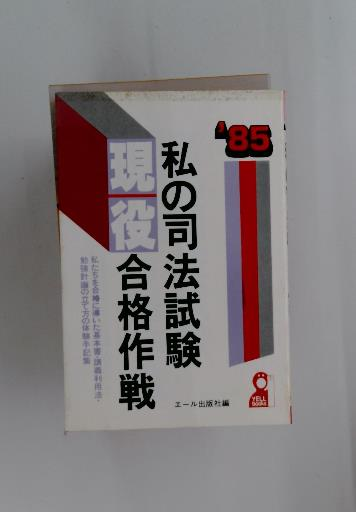 '85
私の司法試験
現役合格作戦
私たちを合格に導いた基本書・講義利用法・
勉強計画の立て方の体験手記集
エール出版社編
YELL
books